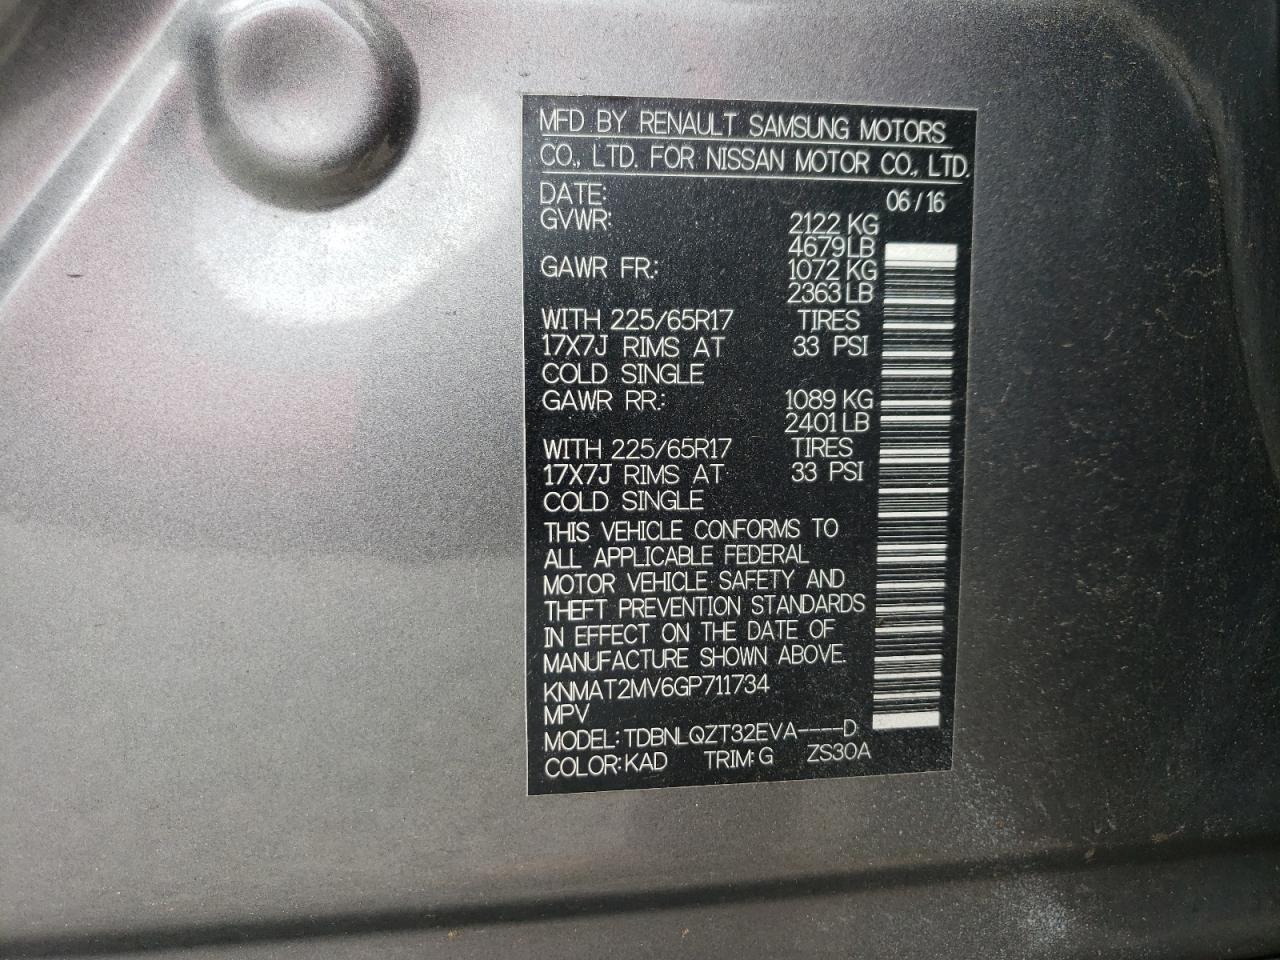 MFD BY RENAULT SAMSUNG MOTORS
CO., LTD. FOR NISSAN MOTOR CO., LTD.
DATE: 06 / 16
GVWR: 2122 KG
4679 LB
GAWR FR: 1072 KG
2363 LB
WITH 225/65R17 TIRES
17X7J RIMS AT 33 PSI
COLD SINGLE
GAWR RR: 1089 KG
2401 LB
WITH 225/65R17 TIRES
17X7J RIMS AT 33 PSI
COLD SINGLE
THIS VEHICLE CONFORMS TO
ALL APPLICABLE FEDERAL
MOTOR VEHICLE SAFETY AND
THEFT PREVENTION STANDARDS
IN EFFECT ON THE DATE OF
MANUFACTURE SHOWN ABOVE.
KNMAT2MV6GP711734
MPV
MODEL: TDBNLQZT32EVA----D
COLOR: KAD TRIM: G ZS30A